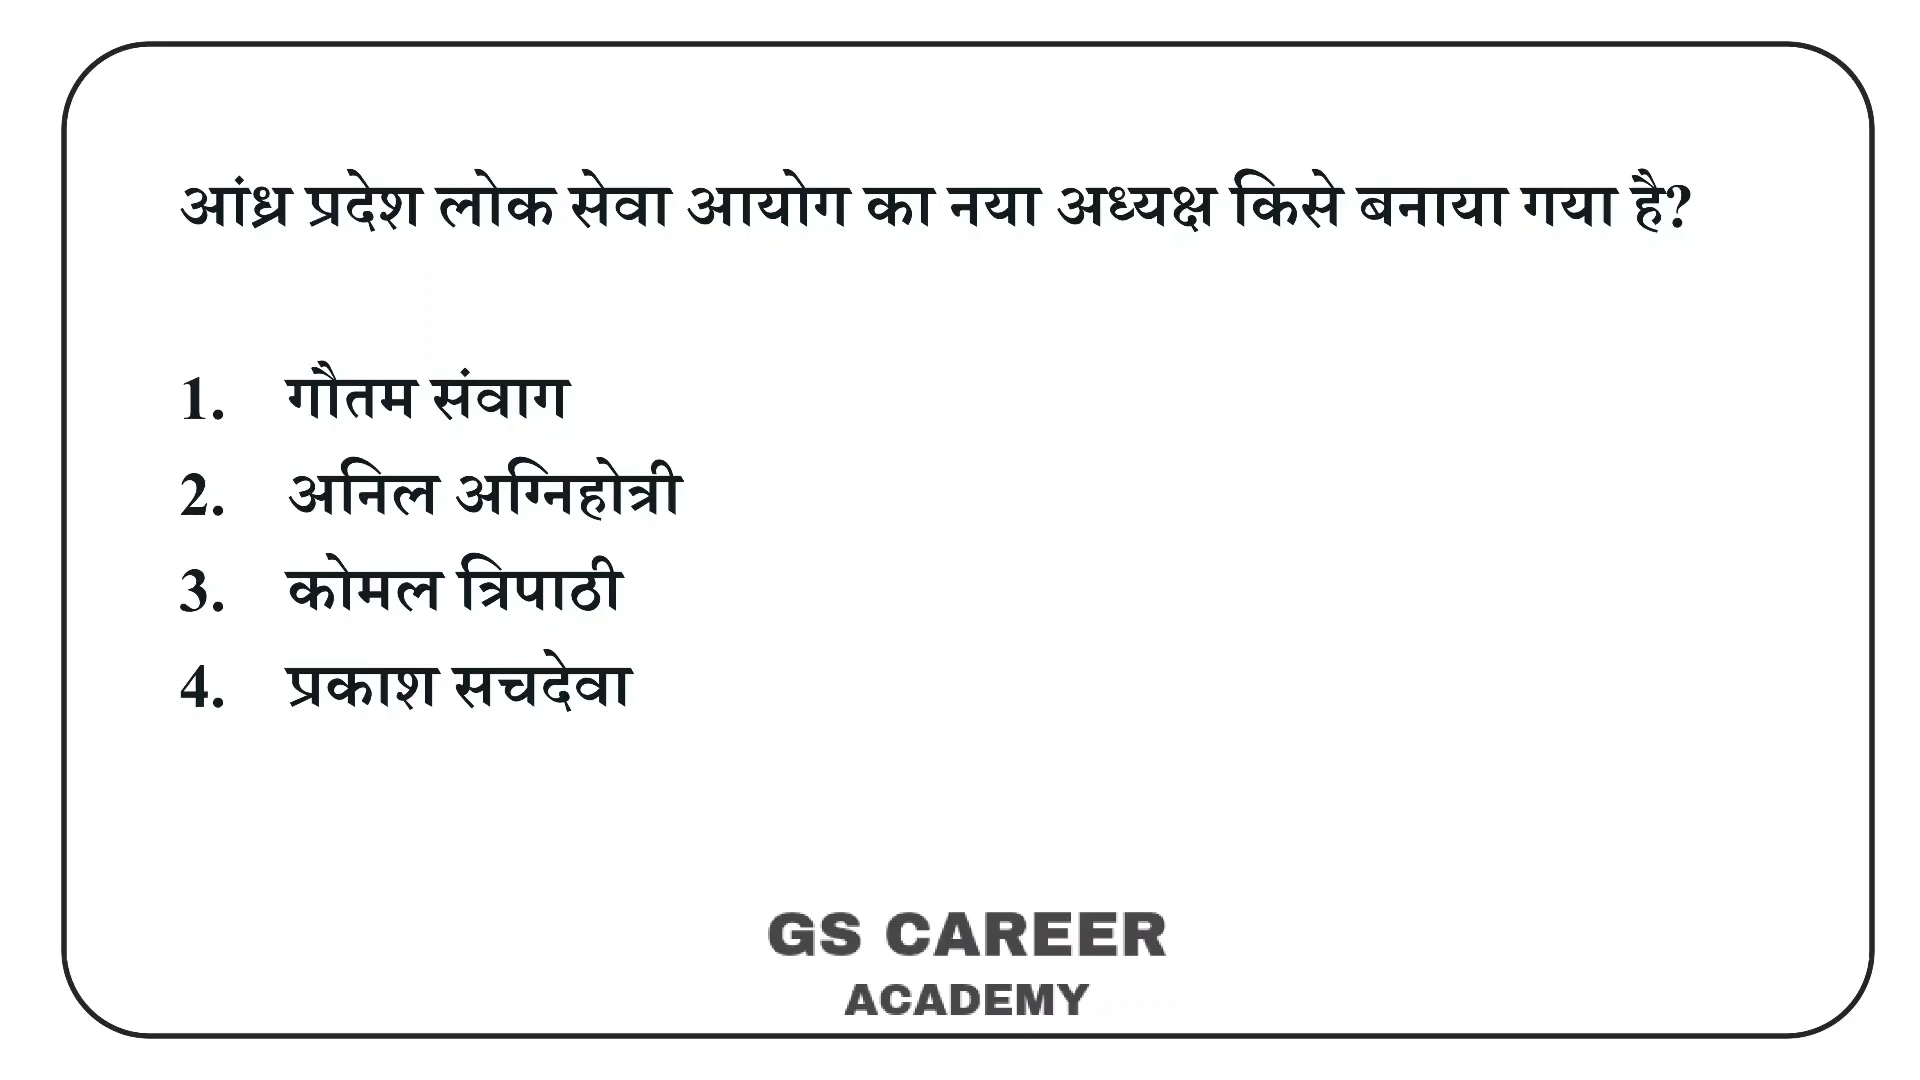 आंध्र प्रदेश लोक सेवा आयोग का नया अध्यक्ष किसे बनाया गया है?
1. गौतम संवाग
2. अनिल अग्निहोत्री
3. कोमल त्रिपाठी
4. प्रकाश सचदेवा
GS CAREER
ACADEMY